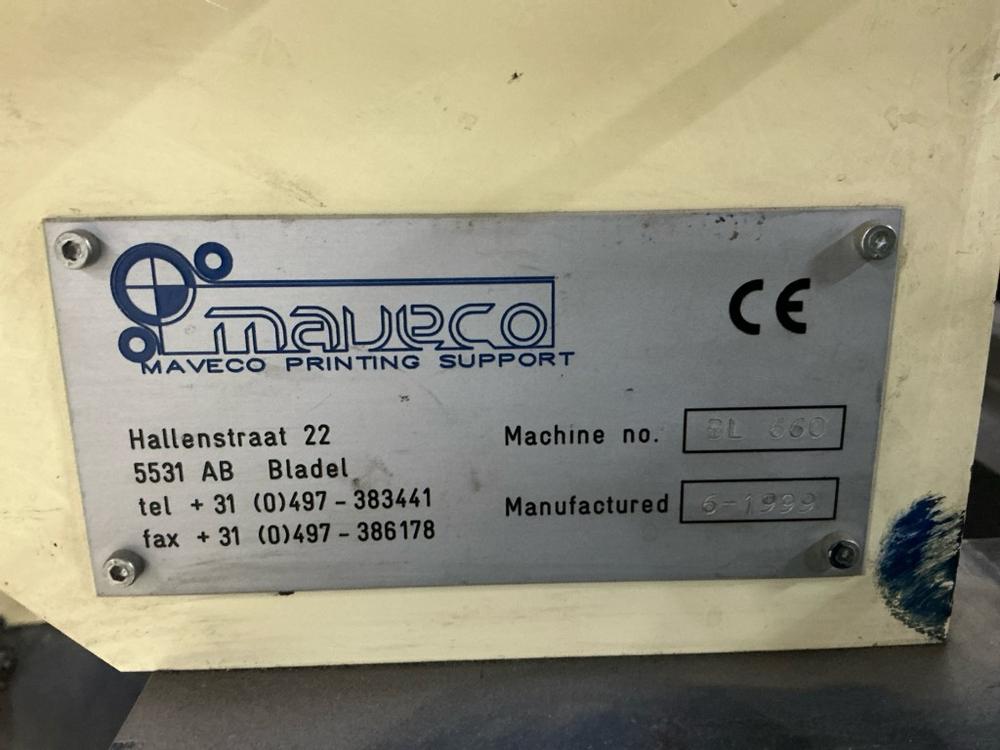 maveco
MAVECO PRINTING SUPPORT
CE
Hallenstraat 22
5531 AB Bladel
tel + 31 (0)497 - 383441
fax + 31 (0)497 - 386178
Machine no. BL 660
Manufactured 6-1999